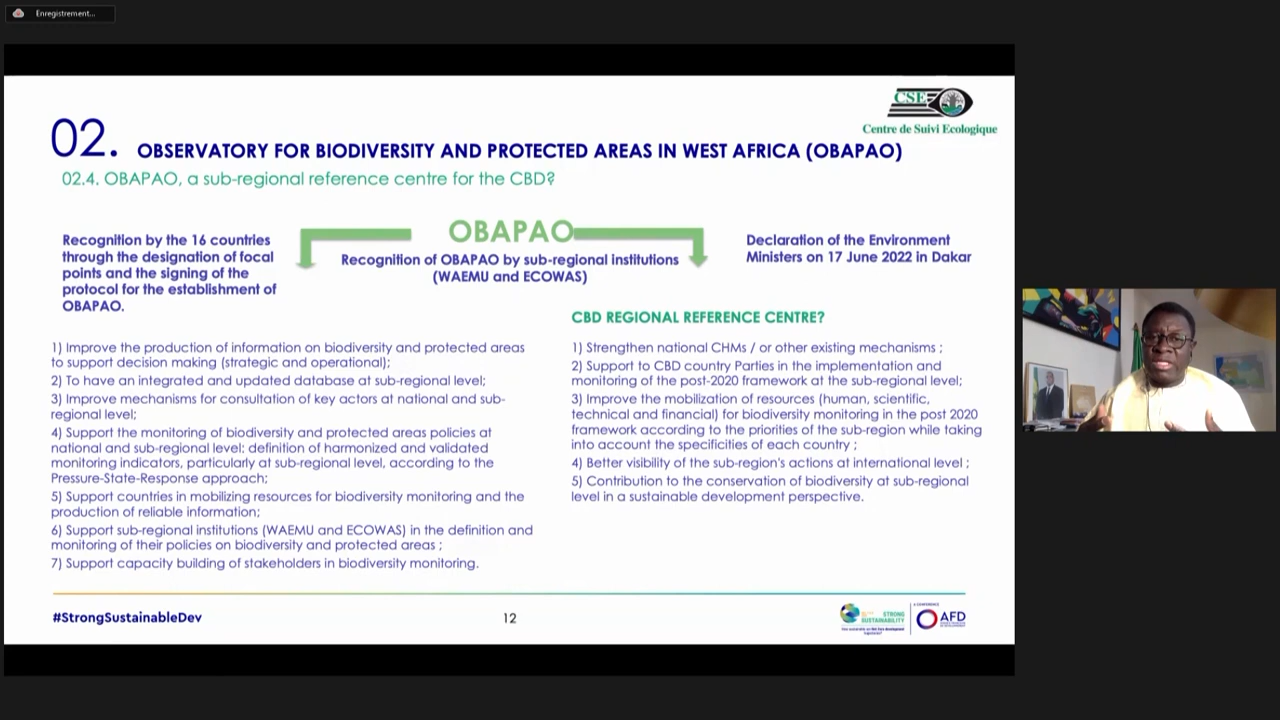 Enregistrement...
CSE
Centre de Suivi Ecologique
02. OBSERVATORY FOR BIODIVERSITY AND PROTECTED AREAS IN WEST AFRICA (OBAPAO)
02.4. OBAPAO, a sub-regional reference centre for the CBD?
Recognition by the 16 countries
through the designation of focal
points and the signing of the
protocol for the establishment of
OBAPAO.
OBAPAO
Recognition of OBAPAO by sub-regional institutions
(WAEMU and ECOWAS)
Declaration of the Environment
Ministers on 17 June 2022 in Dakar
1) Improve the production of information on biodiversity and protected areas
to support decision making (strategic and operational);
2) To have an integrated and updated database at sub-regional level;
3) Improve mechanisms for consultation of key actors at national and sub-
regional level;
4) Support the monitoring of biodiversity and protected areas policies at
national and sub-regional level: definition of harmonized and validated
monitoring indicators, particularly at sub-regional level, according to the
Pressure-State-Response approach;
5) Support countries in mobilizing resources for biodiversity monitoring and the
production of reliable information;
6) Support sub-regional institutions (WAEMU and ECOWAS) in the definition and
monitoring of their policies on biodiversity and protected areas ;
7) Support capacity building of stakeholders in biodiversity monitoring.
CBD REGIONAL REFERENCE CENTRE?
1) Strengthen national CHMs / or other existing mechanisms ;
2) Support to CBD country Parties in the implementation and
monitoring of the post-2020 framework at the sub-regional level;
3) Improve the mobilization of resources (human, scientific,
technical and financial) for biodiversity monitoring in the post 2020
framework according to the priorities of the sub-region while taking
into account the specificities of each country ;
4) Better visibility of the sub-region's actions at international level ;
5) Contribution to the conservation of biodiversity at sub-regional
level in a sustainable development perspective.
#StrongSustainableDev
12
STRONG
SUSTAINABILITY
A CONFERENCE
AFD